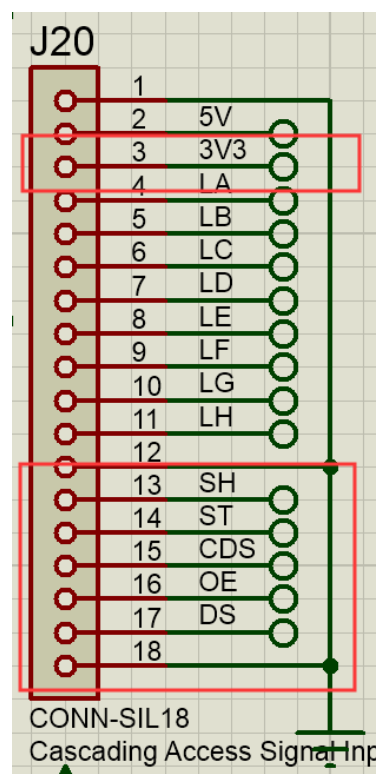 J20
1
2 5V
3 3V3
4 LA
5 LB
6 LC
7 LD
8 LE
9 LF
10 LG
11 LH
12
13 SH
14 ST
15 CDS
16 OE
17 DS
18
CONN-SIL18
Cascading Access Signal Inp